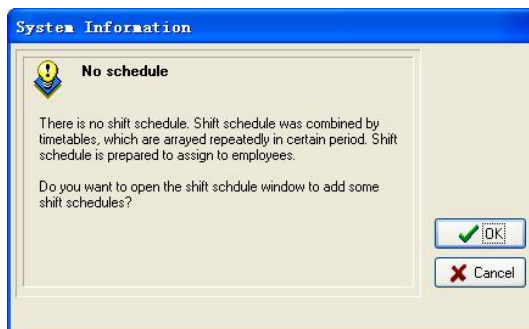 System Information
No schedule
There is no shift schedule. Shift schedule was combined by
timetables, which are arrayed repeatedly in certain period. Shift
schedule is prepared to assign to employees.
Do you want to open the shift schdule window to add some
shift schedules?
OK
Cancel